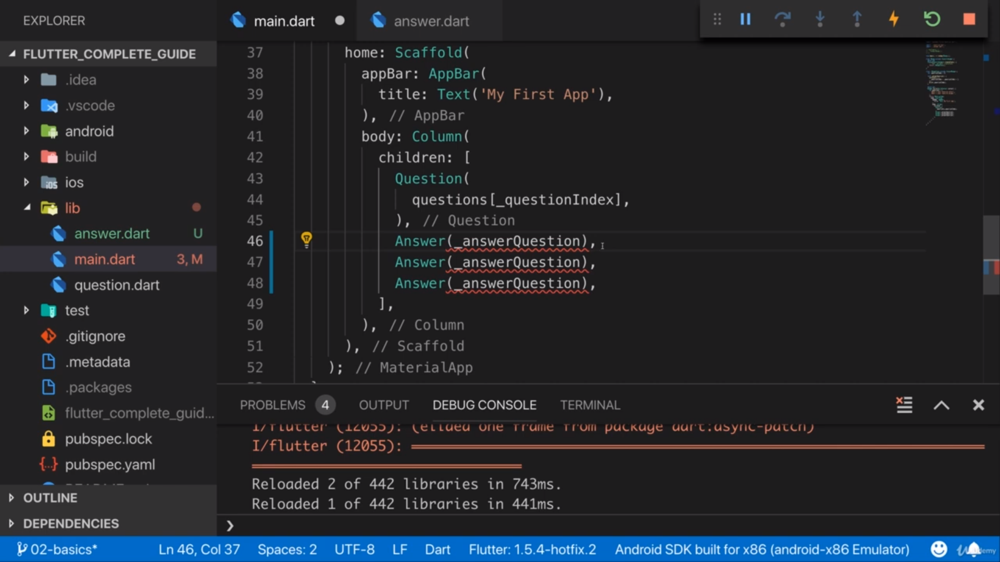 EXPLORER
FLUTTER_COMPLETE_GUIDE
.idea
.vscode
android
build
ios
lib
answer.dart U
main.dart 3, M
question.dart
test
.gitignore
.metadata
.packages
flutter_complete_guid...
pubspec.lock
pubspec.yaml
OUTLINE
DEPENDENCIES
main.dart
answer.dart
37 home: Scaffold(
38 appBar: AppBar(
39 title: Text('My First App'),
40 ), // AppBar
41 body: Column(
42 children: [
43 Question(
44 questions[_questionIndex],
45 ), // Question
46 Answer(_answerQuestion),
47 Answer(_answerQuestion),
48 Answer(_answerQuestion),
49 ],
50 ), // Column
51 ), // Scaffold
52 ); // MaterialApp
PROBLEMS 4 OUTPUT DEBUG CONSOLE TERMINAL
I/flutter (12055): (elided one frame from package dart:async-patch)
I/flutter (12055): ════════════════════════════════════════════════════════════════════
════════════════════════════════
Reloaded 2 of 442 libraries in 743ms.
Reloaded 1 of 442 libraries in 441ms.
❯
02-basics* Ln 46, Col 37 Spaces: 2 UTF-8 LF Dart Flutter: 1.5.4-hotfix.2 Android SDK built for x86 (android-x86 Emulator)